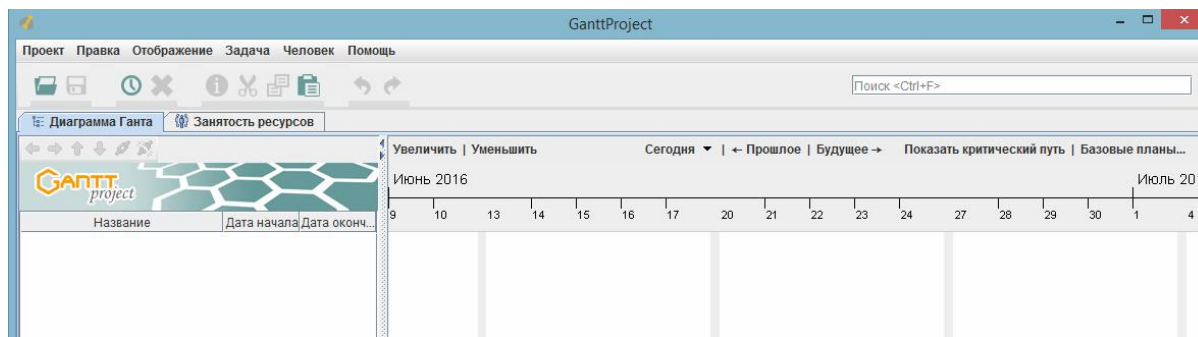 GanttProject
Проект Правка Отображение Задача Человек Помощь
Поиск <Ctrl+F>
Диаграмма Ганта Занятость ресурсов
Увеличить | Уменьшить Сегодня | ← Прошлое | Будущее → Показать критический путь | Базовые планы...
GANTT project
Июнь 2016 Июль 20
Название Дата начала Дата оконч...
9 10 13 14 15 16 17 20 21 22 23 24 27 28 29 30 1 4